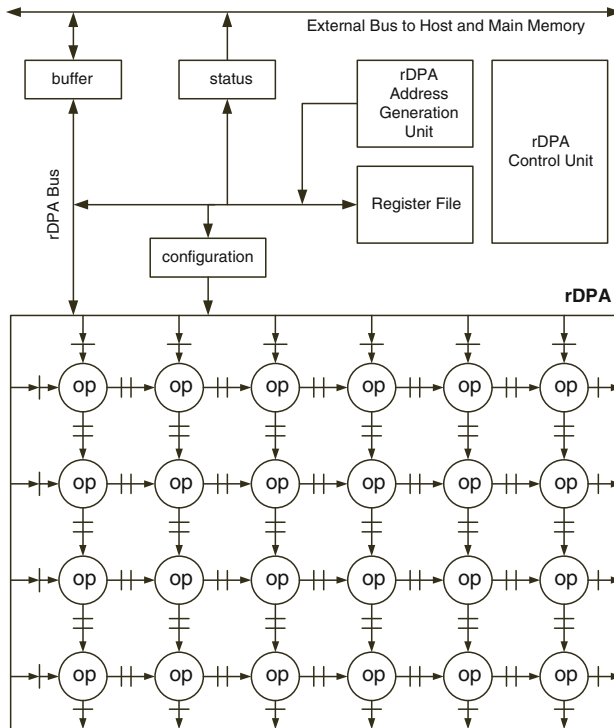 External Bus to Host and Main Memory
buffer
status
rDPA
Address
Generation
Unit
rDPA
Control Unit
rDPA Bus
Register File
configuration
rDPA
op op op op op op
op op op op op op
op op op op op op
op op op op op op